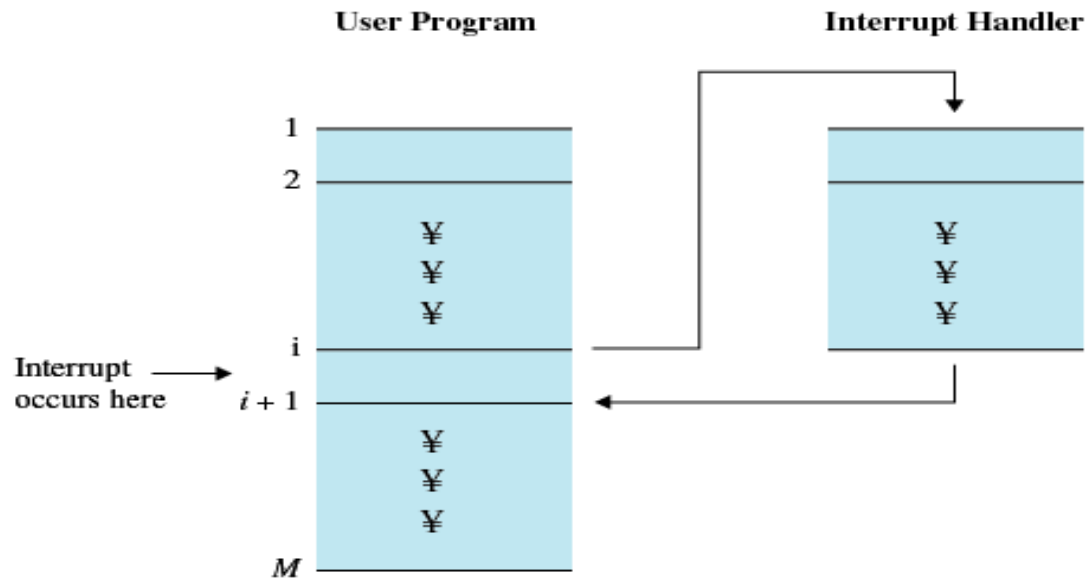 User Program
Interrupt Handler
1
2
¥
¥
¥
¥
¥
¥
i
Interrupt
occurs here
i + 1
¥
¥
¥
M